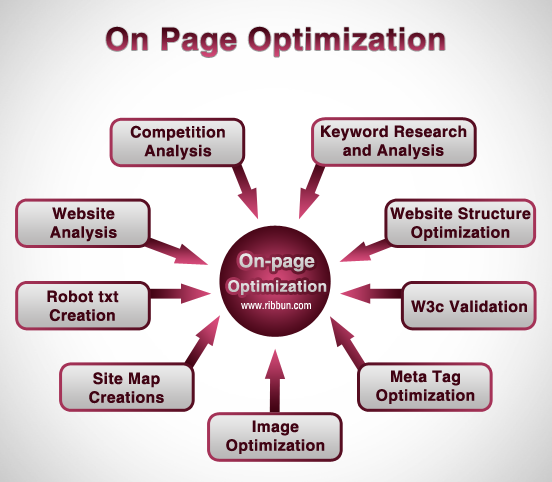 On Page Optimization
Competition
Analysis
Keyword Research
and Analysis
Website
Analysis
Website Structure
Optimization
On-page
Optimization
www.ribbun.com
Robot txt
Creation
W3c Validation
Site Map
Creations
Meta Tag
Optimization
Image
Optimization